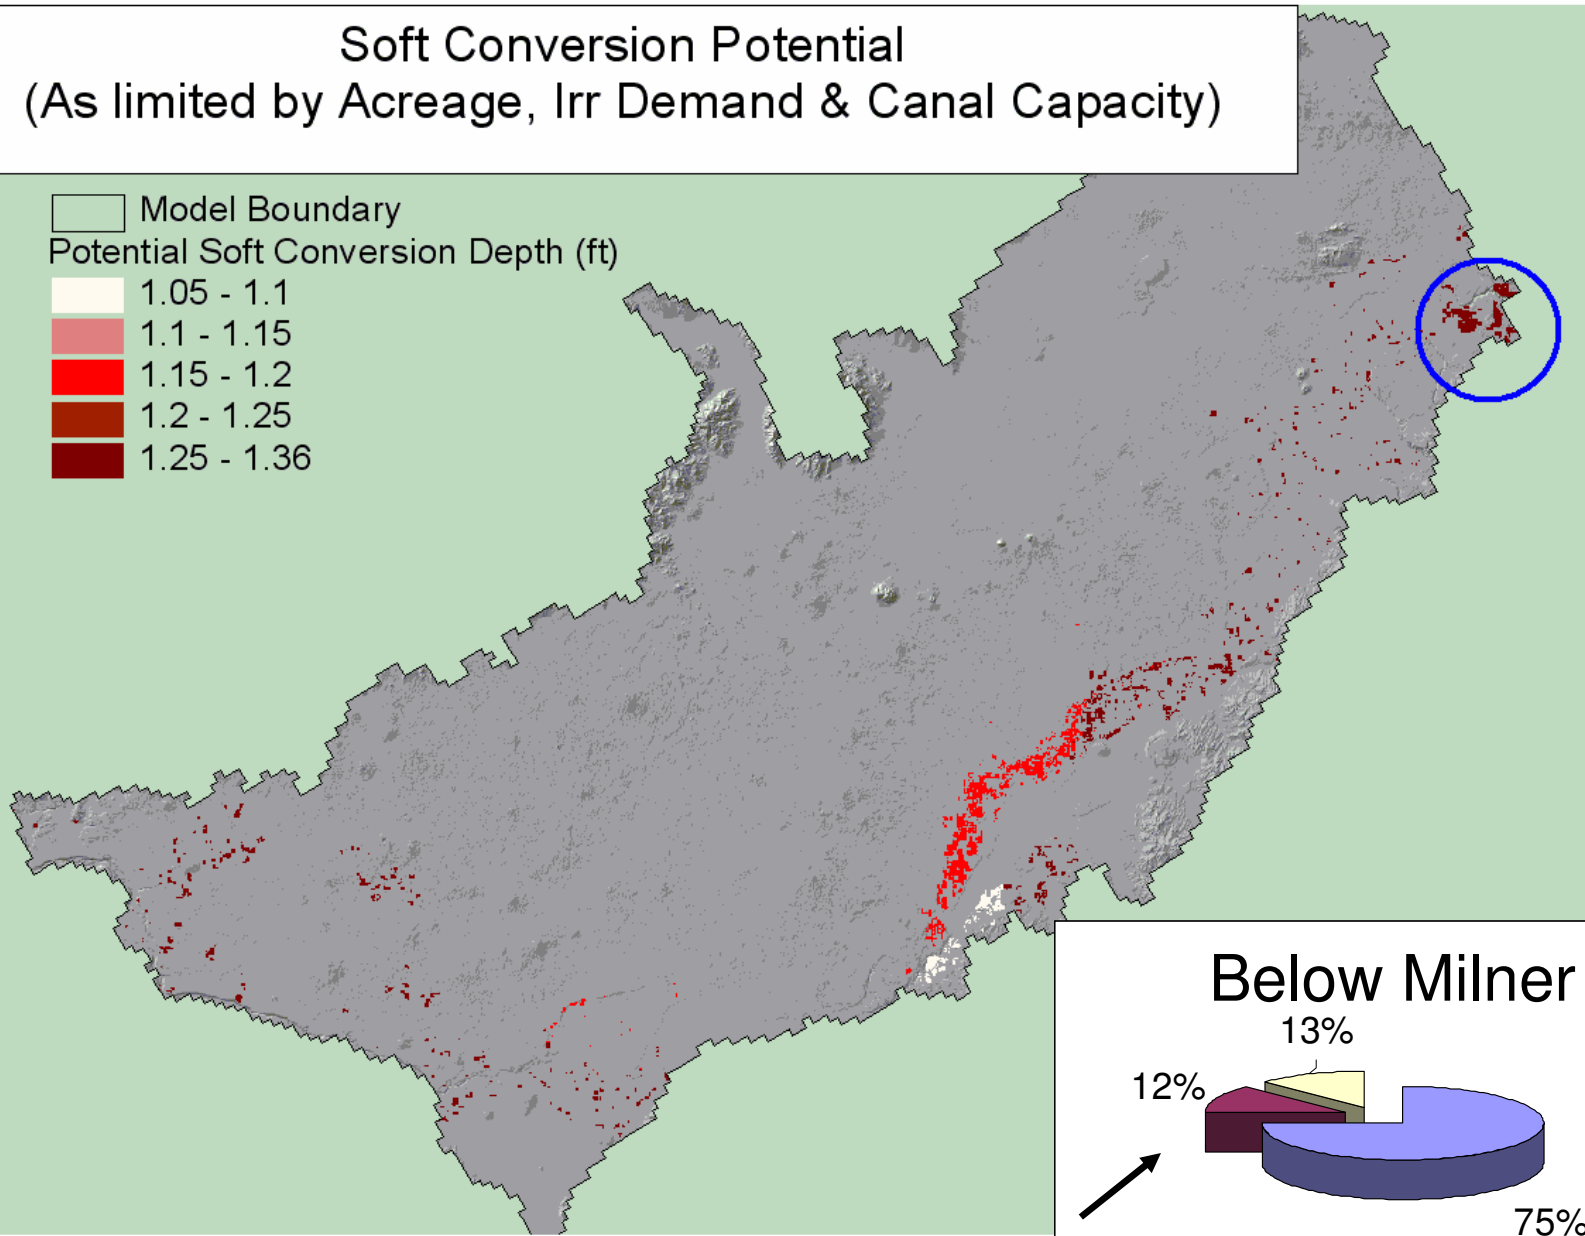 Soft Conversion Potential
(As limited by Acreage, Irr Demand & Canal Capacity)
Model Boundary
Potential Soft Conversion Depth (ft)
1.05 - 1.1
1.1 - 1.15
1.15 - 1.2
1.2 - 1.25
1.25 - 1.36
Below Milner
13%
12%
75%